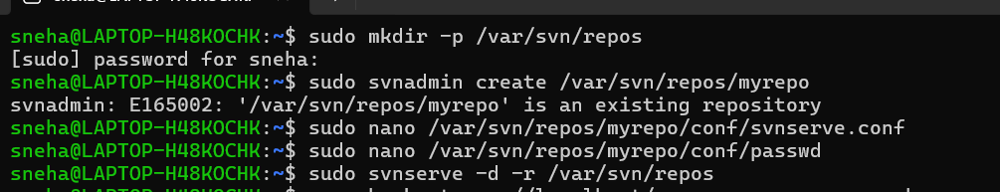 sneha@LAPTOP-H48KOCHK:~$ sudo mkdir -p /var/svn/repos
[sudo] password for sneha:
sneha@LAPTOP-H48KOCHK:~$ sudo svnadmin create /var/svn/repos/myrepo
svnadmin: E165002: '/var/svn/repos/myrepo' is an existing repository
sneha@LAPTOP-H48KOCHK:~$ sudo nano /var/svn/repos/myrepo/conf/svnserve.conf
sneha@LAPTOP-H48KOCHK:~$ sudo nano /var/svn/repos/myrepo/conf/passwd
sneha@LAPTOP-H48KOCHK:~$ sudo svnserve -d -r /var/svn/repos